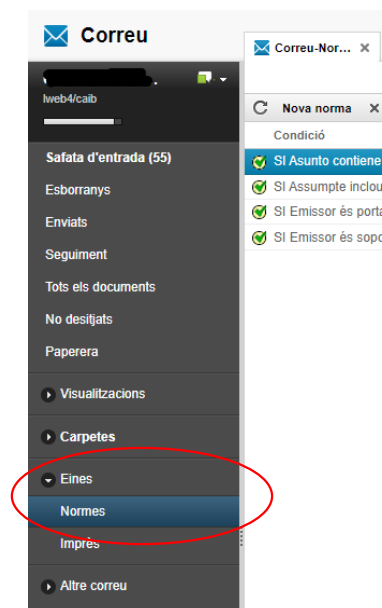 Correu
Correu-Nor... ×
lweb4/caib
Nova norma
Condició
SI Asunto contiene
SI Assumpte inclou
SI Emissor és porta
SI Emissor és sopo
Safata d'entrada (55)
Esborranys
Enviats
Seguiment
Tots els documents
No desitjats
Paperera
Visualitzacions
Carpetes
Eines
Normes
Imprès
Altre correu